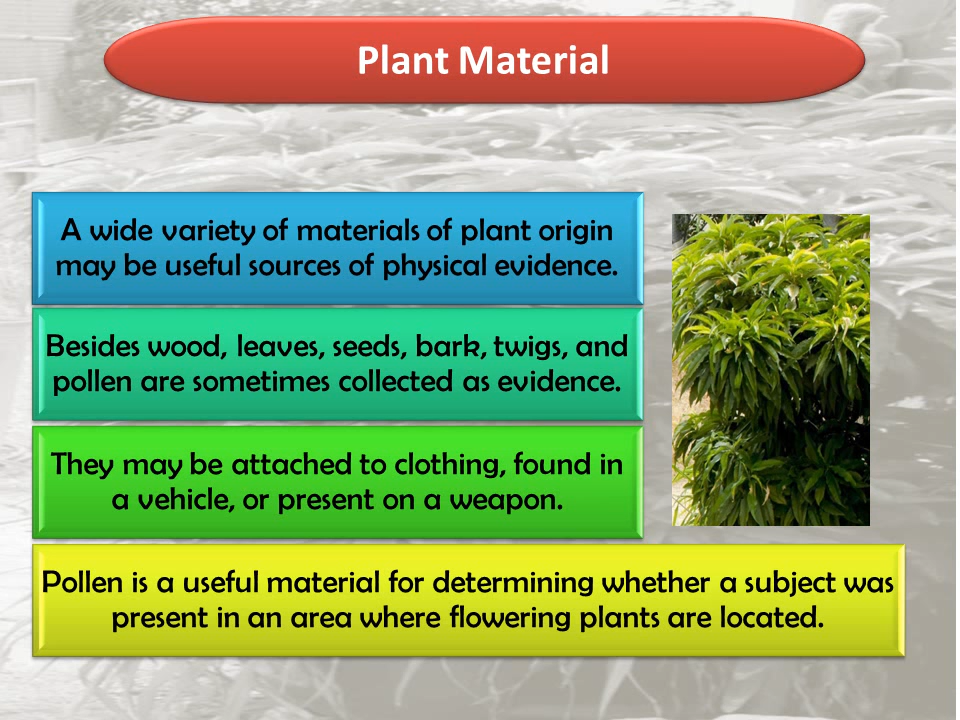 Plant Material
A wide variety of materials of plant origin
may be useful sources of physical evidence.
Besides wood, leaves, seeds, bark, twigs, and
pollen are sometimes collected as evidence.
They may be attached to clothing, found in
a vehicle, or present on a weapon.
Pollen is a useful material for determining whether a subject was
present in an area where flowering plants are located.